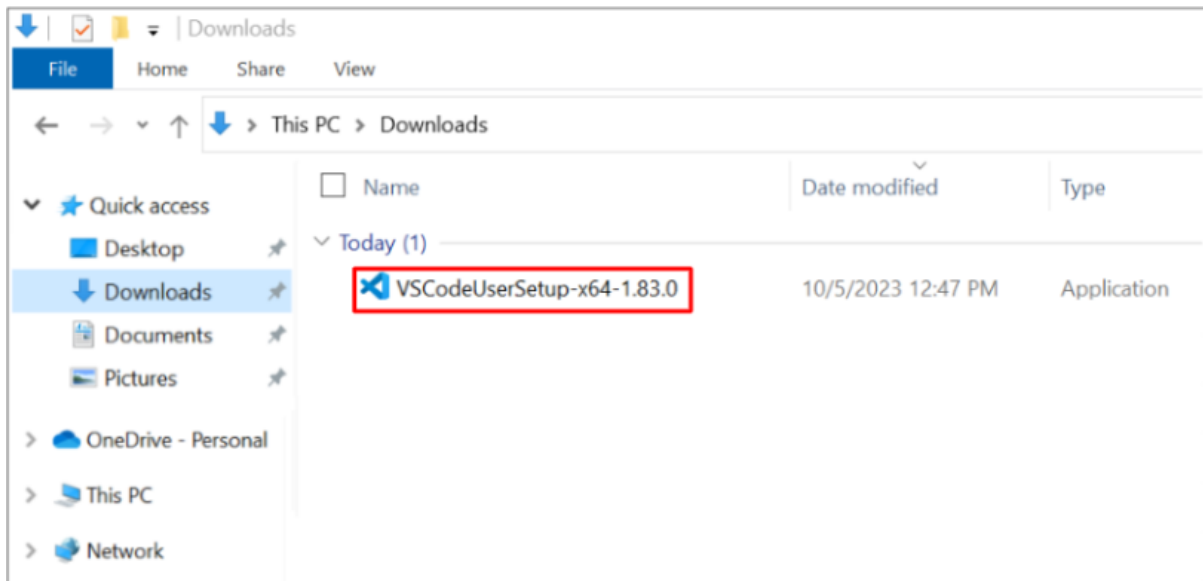 Downloads
File Home Share View
This PC > Downloads
Name Date modified Type
Quick access
Today (1)
Desktop
Downloads
VSCodeUserSetup-x64-1.83.0 10/5/2023 12:47 PM Application
Documents
Pictures
OneDrive - Personal
This PC
Network